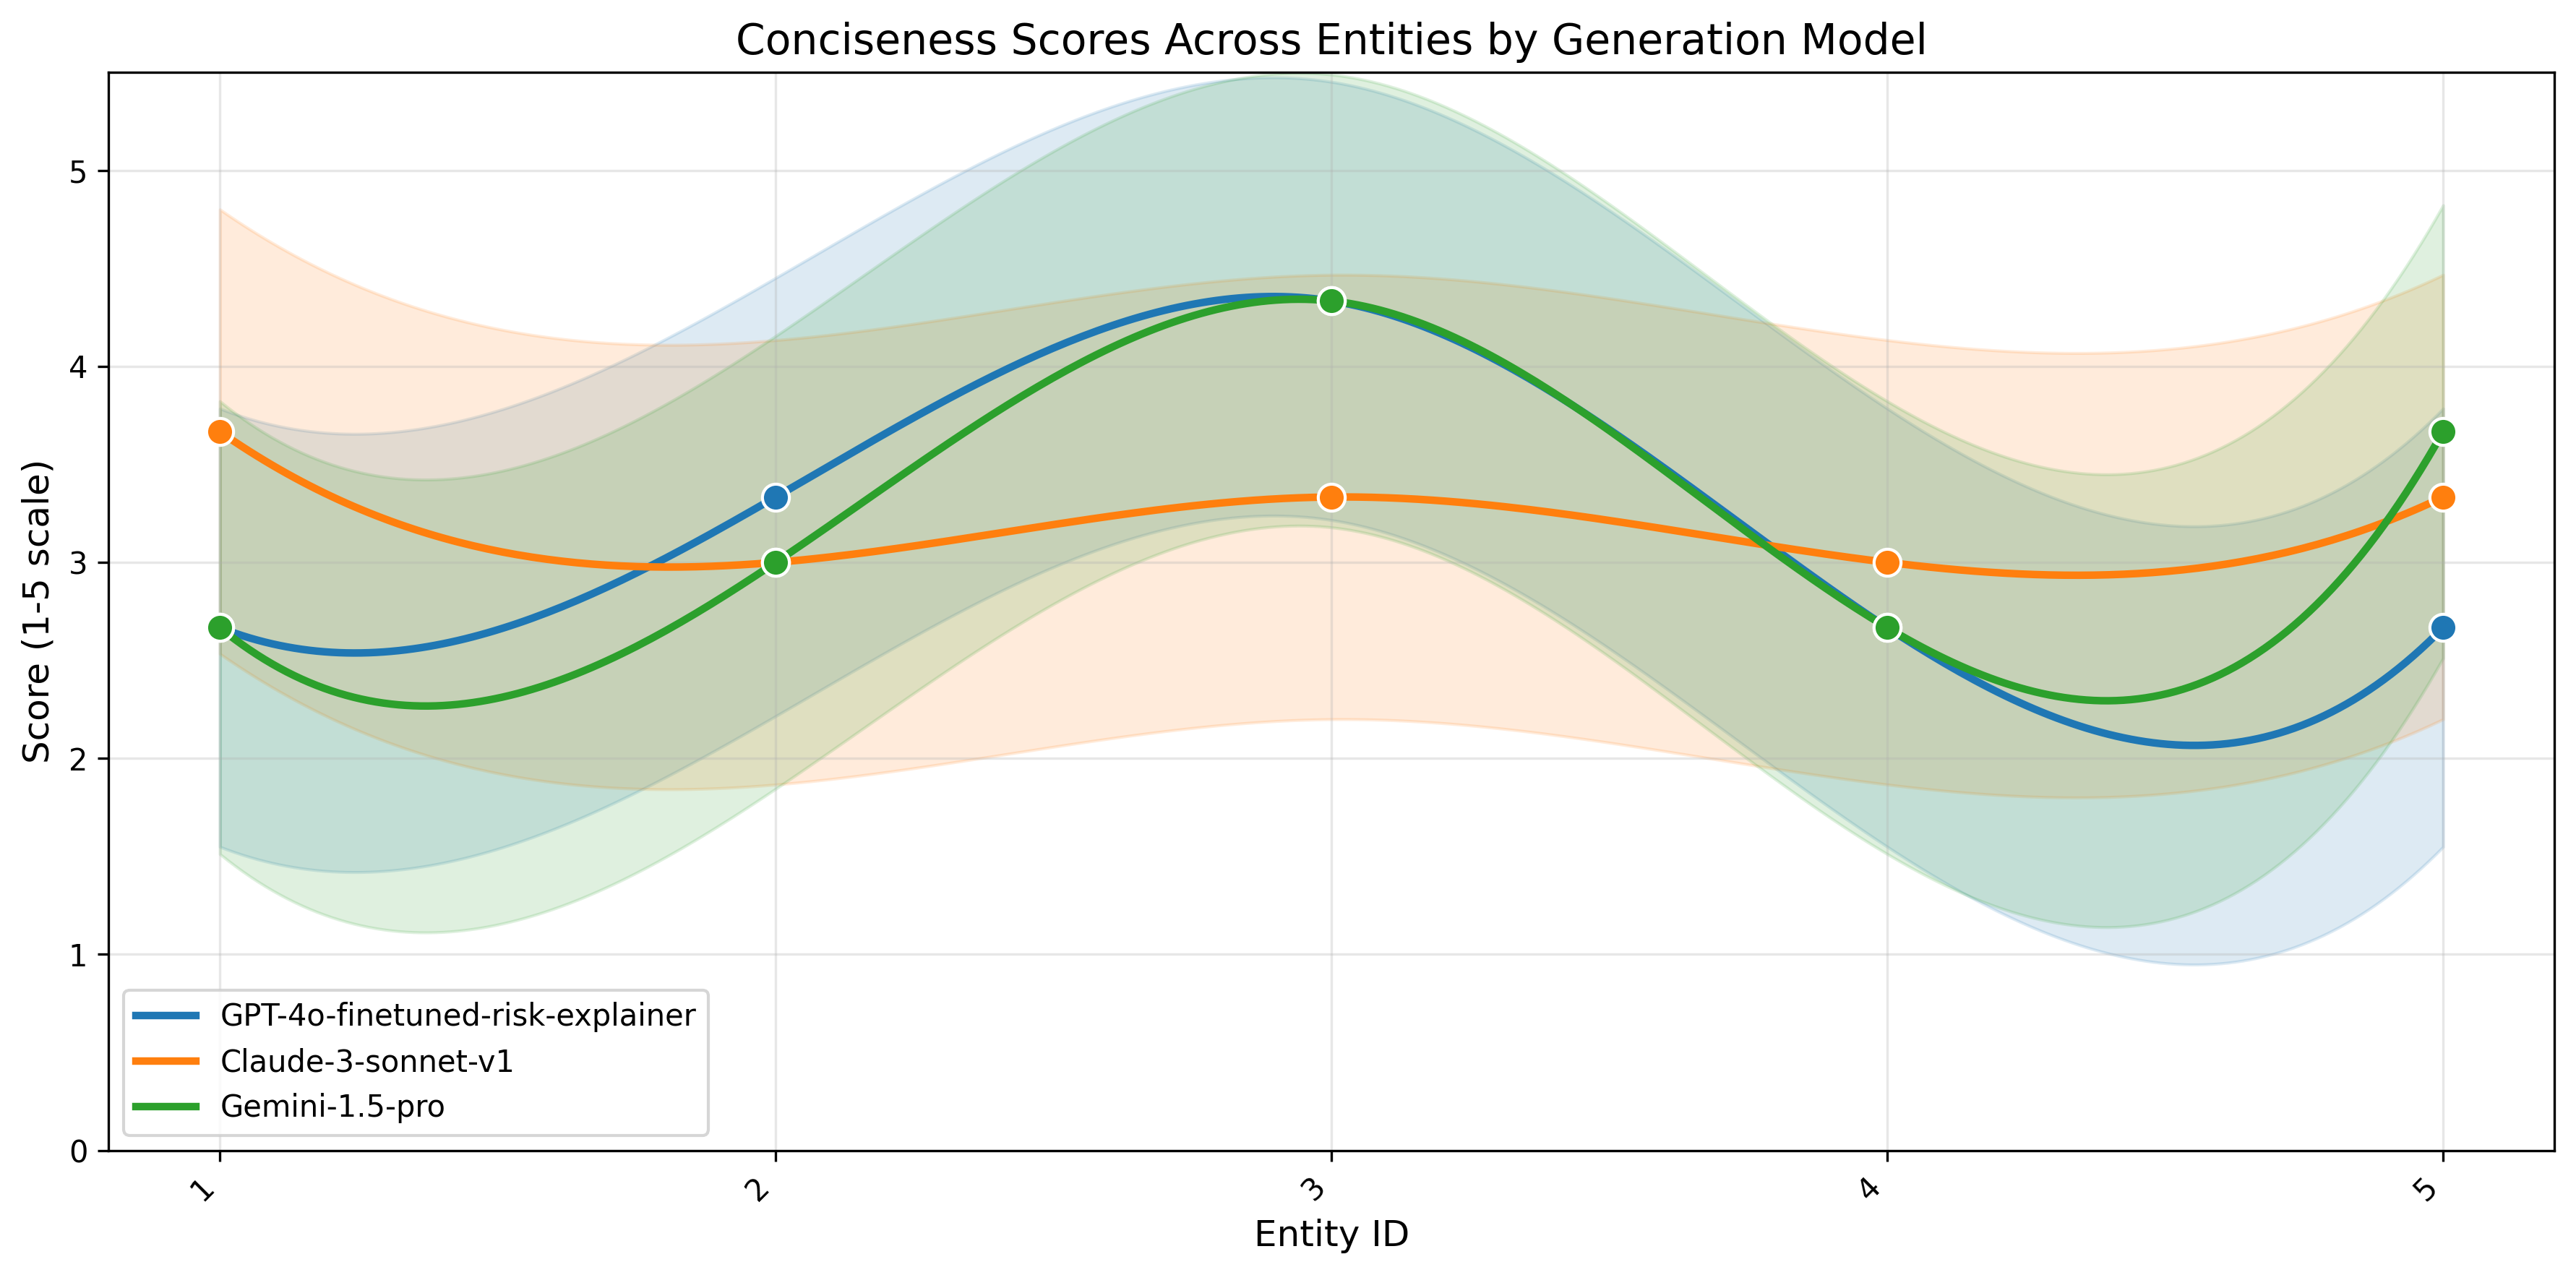 Conciseness Scores Across Entities by Generation Model
Score (1-5 scale)
5
4
3
2
1
0
GPT-4o-finetuned-risk-explainer
Claude-3-sonnet-v1
Gemini-1.5-pro
1 2 3 4 5
Entity ID